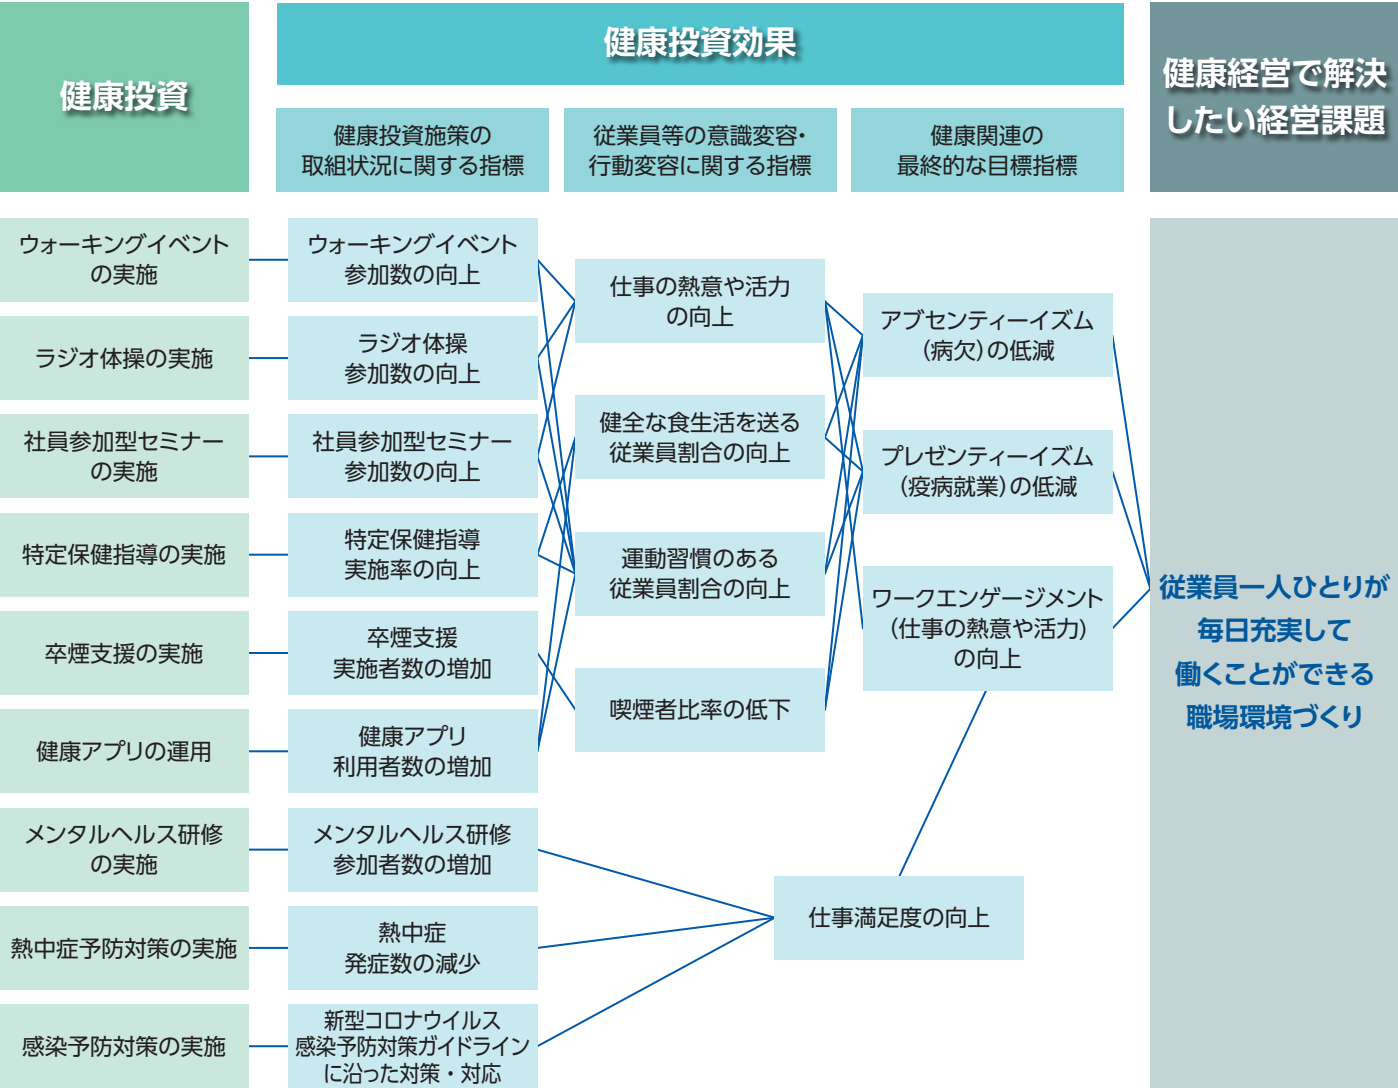 健康投資
健康投資効果
健康経営で解決
したい経営課題
健康投資施策の
取組状況に関する指標
従業員等の意識変容・
行動変容に関する指標
健康関連の
最終的な目標指標
ウォーキングイベント
の実施
ラジオ体操の実施
社員参加型セミナー
の実施
特定保健指導の実施
卒煙支援の実施
健康アプリの運用
メンタルヘルス研修
の実施
熱中症予防対策の実施
感染予防対策の実施
ウォーキングイベント
参加数の向上
ラジオ体操
参加数の向上
社員参加型セミナー
参加数の向上
特定保健指導
実施率の向上
卒煙支援
実施者数の増加
健康アプリ
利用者数の増加
メンタルヘルス研修
参加者数の増加
熱中症
発症数の減少
新型コロナウイルス
感染予防対策ガイドライン
に沿った対策・対応
仕事の熱意や活力
の向上
健全な食生活を送る
従業員割合の向上
運動習慣のある
従業員割合の向上
喫煙者比率の低下
仕事満足度の向上
アブセンティーイズム
(病欠)の低減
プレゼンティーイズム
(疫病就業)の低減
ワークエンゲージメント
(仕事の熱意や活力)
の向上
従業員一人ひとりが
毎日充実して
働くことができる
職場環境づくり